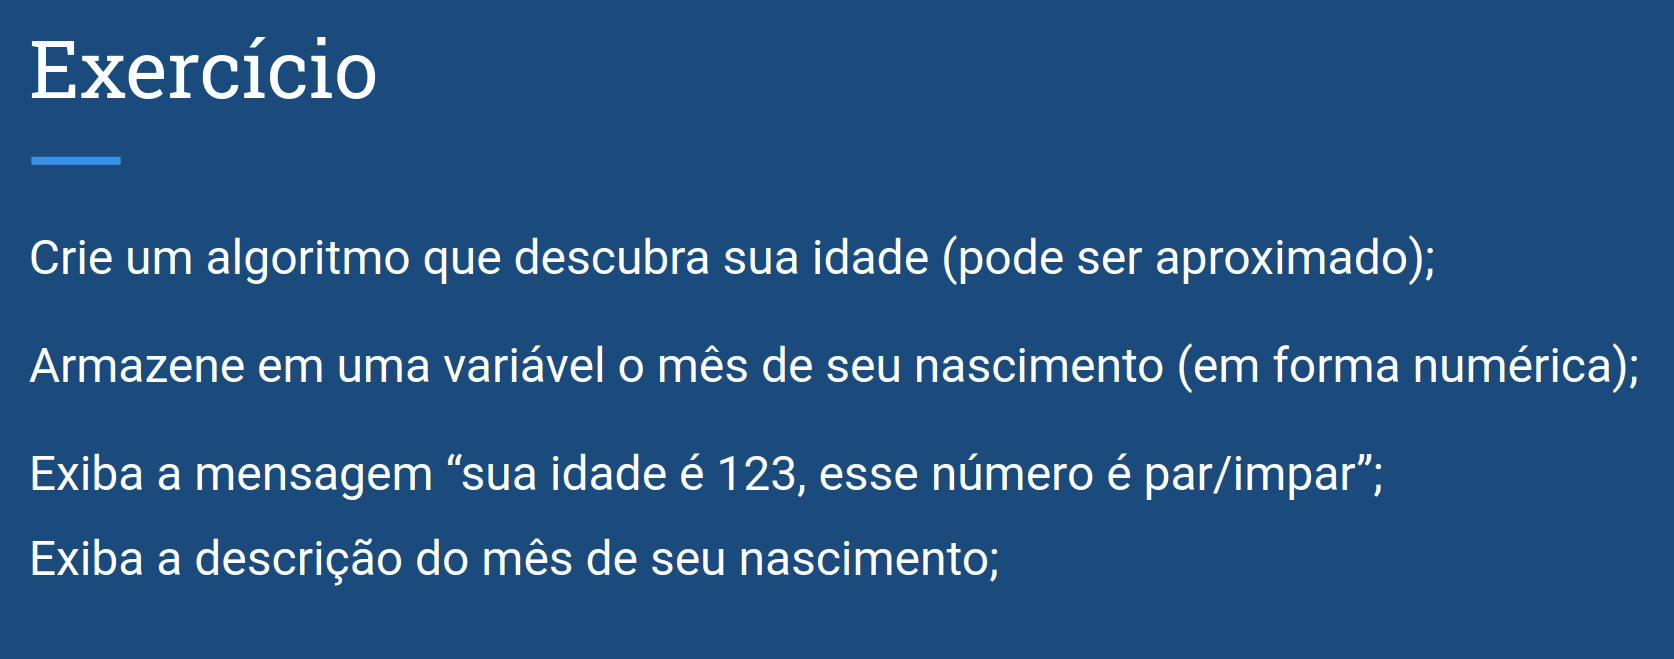 Exercício
Crie um algoritmo que descubra sua idade (pode ser aproximado);
Armazene em uma variável o mês de seu nascimento (em forma numérica);
Exiba a mensagem “sua idade é 123, esse número é par/impar”;
Exiba a descrição do mês de seu nascimento;